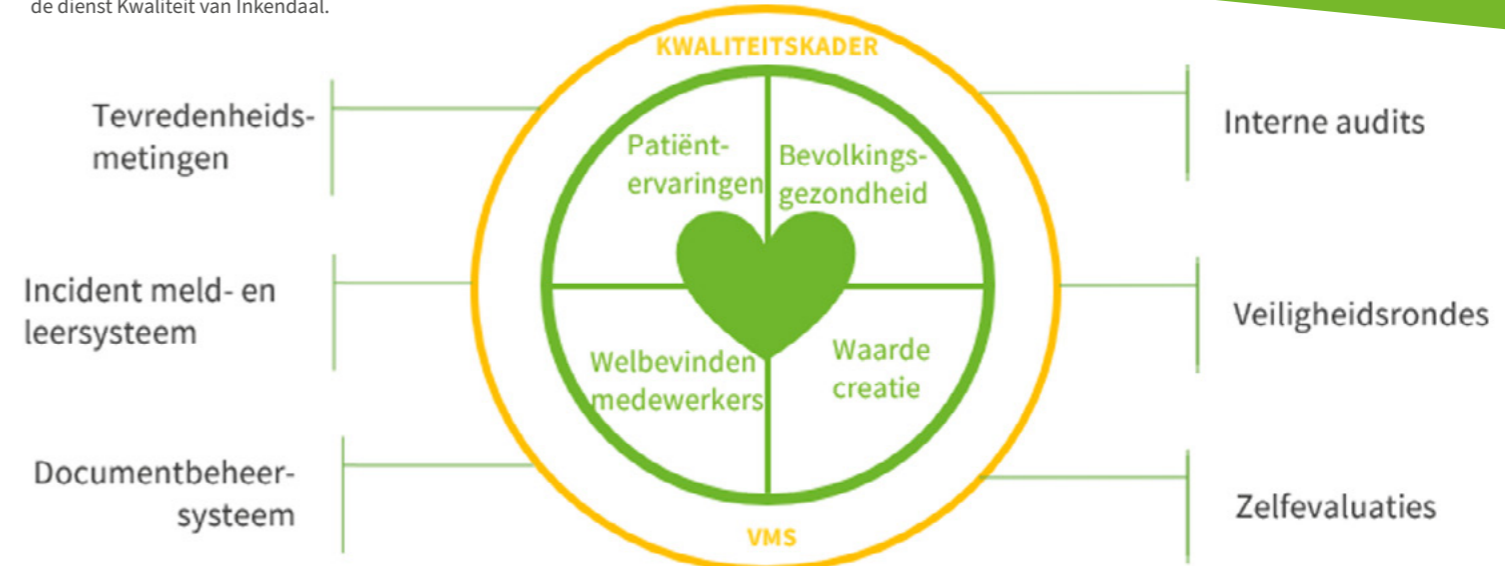 de dienst Kwaliteit van Inkendaal.
KWALITEITSKADER
Tevredenheids-
metingen
Incident meld- en
leersysteem
Documentbeheer-
systeem
Patiënt-
ervaringen
Bevolkings-
gezondheid
Welbevinden
medewerkers
Waarde
creatie
VMS
Interne audits
Veiligheidsrondes
Zelfevaluaties